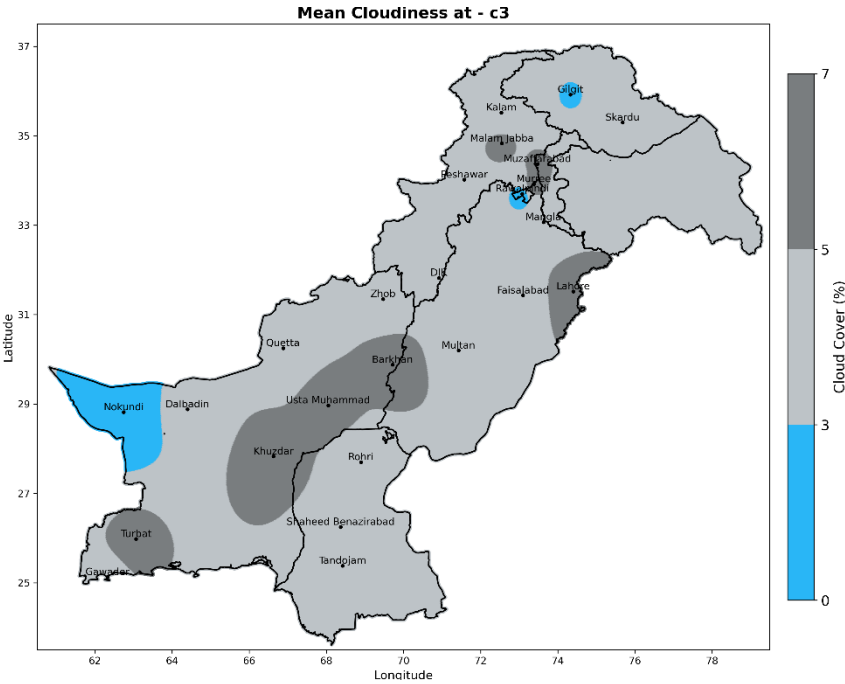 Mean Cloudiness at - c3
37
35
33
31
29
27
25
Latitude
62
64
66
68
70
72
74
76
78
Longitude
Gilgit
Kalam
Skardu
Malam Jabba
Muzaffarabad
Peshawar
Murree
Rawalpindi
Mangla
DIK
Zhob
Faisalabad
Lahore
Quetta
Multan
Barkhan
Nokundi
Dalbadin
Usta Muhammad
Khuzdar
Rohri
Shaheed Benazirabad
Turbat
Tandojam
Gawader
7
5
3
0
Cloud Cover (%)